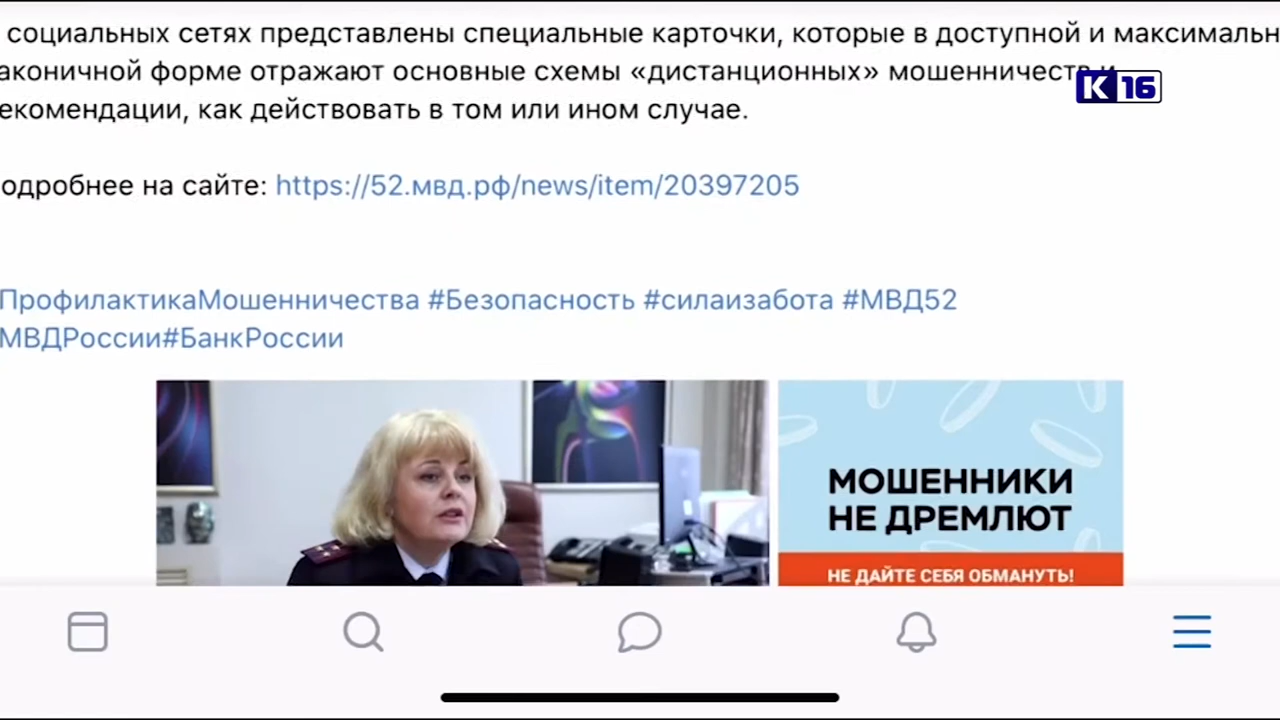 социальных сетях представлены специальные карточки, которые в доступной и максимальн
аконичной форме отражают основные схемы «дистанционных» мошенничеств и
екомендации, как действовать в том или ином случае.
одробнее на сайте: https://52.мвд.рф/news/item/20397205
ПрофилактикаМошенничества #Безопасность #силаизабота #МВД52
МВДРоссии#БанкРоссии
К 16
МОШЕННИКИ
НЕ ДРЕМЛЮТ
НЕ ДАЙТЕ СЕБЯ ОБМАНУТЬ!